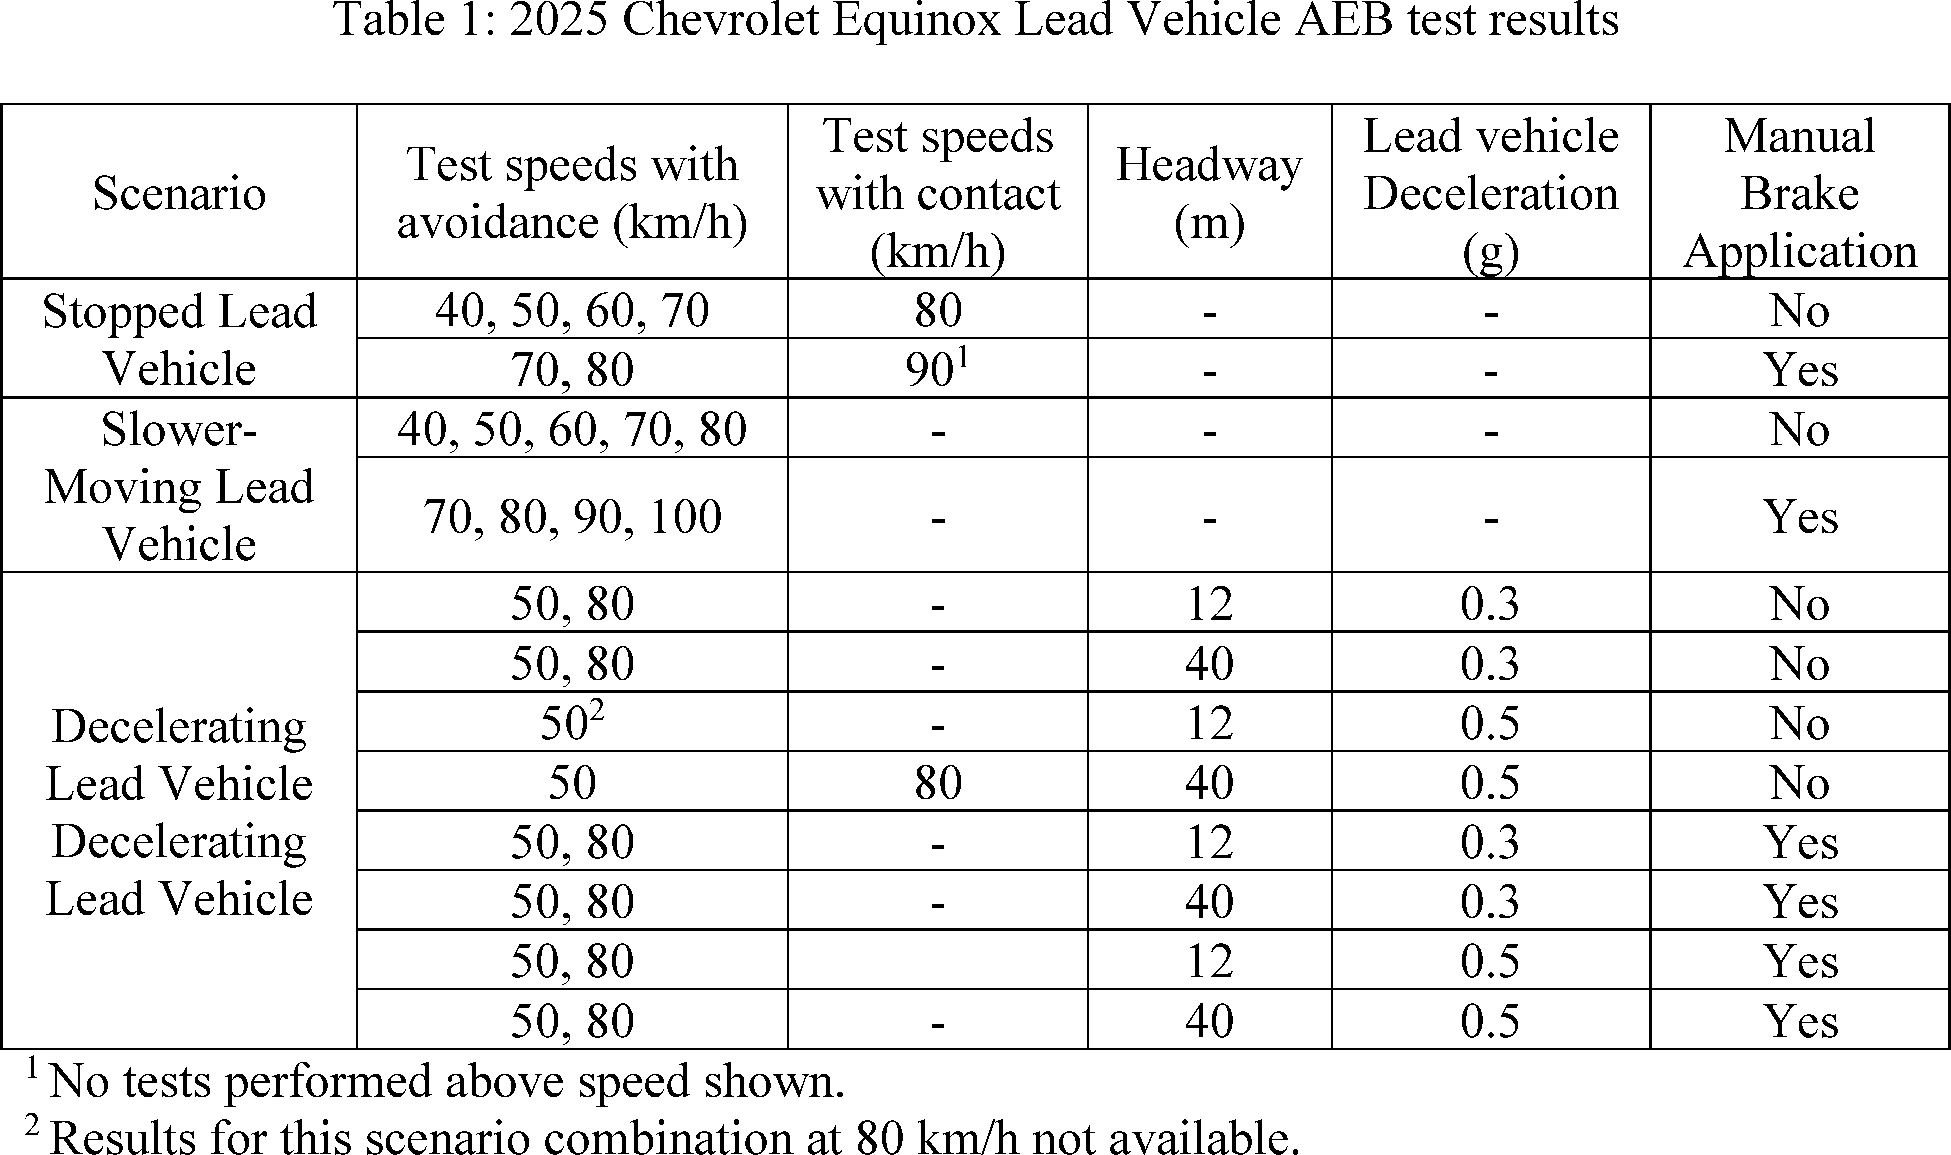 Table 1: 2025 Chevrolet Equinox Lead Vehicle AEB test results
Scenario
Test speeds with
avoidance (km/h)
Test speeds
with contact
(km/h)
Headway
(m)
Lead vehicle
Deceleration
(g)
Manual
Brake
Application
Stopped Lead
Vehicle
40, 50, 60, 70
80
-
-
No
70, 80
90¹
-
-
Yes
Slower-
Moving Lead
Vehicle
40, 50, 60, 70, 80
-
-
-
No
70, 80, 90, 100
-
-
-
Yes
Decelerating
Lead Vehicle
Decelerating
Lead Vehicle
50, 80
-
12
0.3
No
50, 80
-
40
0.3
No
50²
-
12
0.5
No
50
80
40
0.5
No
50, 80
-
12
0.3
Yes
50, 80
-
40
0.3
Yes
50, 80
12
0.5
Yes
50, 80
-
40
0.5
Yes
¹ No tests performed above speed shown.
² Results for this scenario combination at 80 km/h not available.